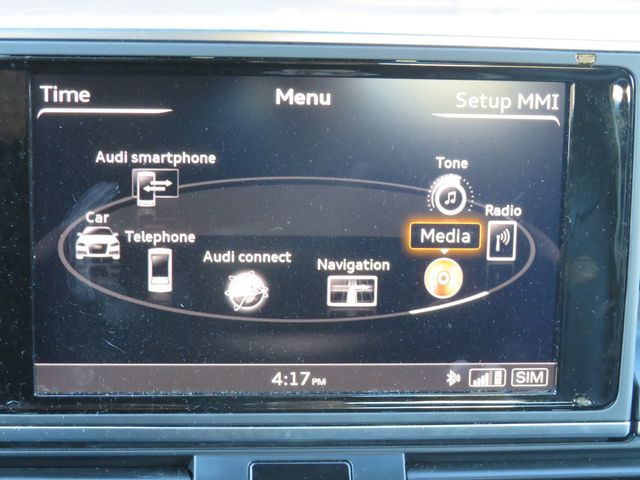 Time Menu Setup MMI
Audi smartphone
Tone
Car
Radio
Telephone
Media
Audi connect
Navigation
4:17 PM
SIM